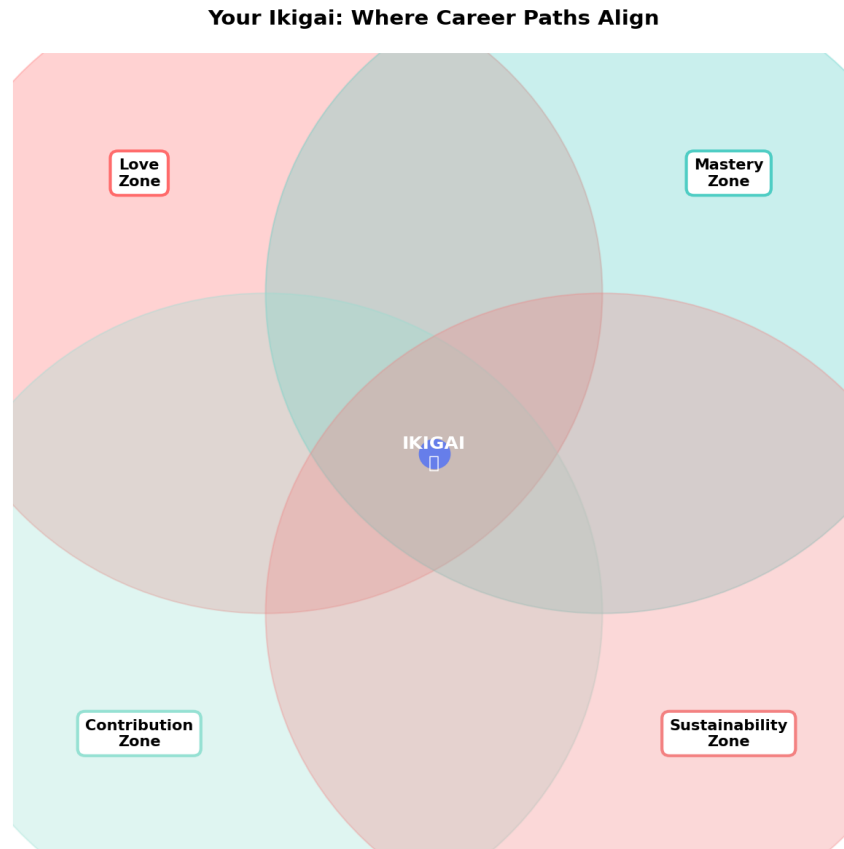 Your Ikigai: Where Career Paths Align
Love
Zone
Mastery
Zone
IKIGAI
Contribution
Zone
Sustainability
Zone